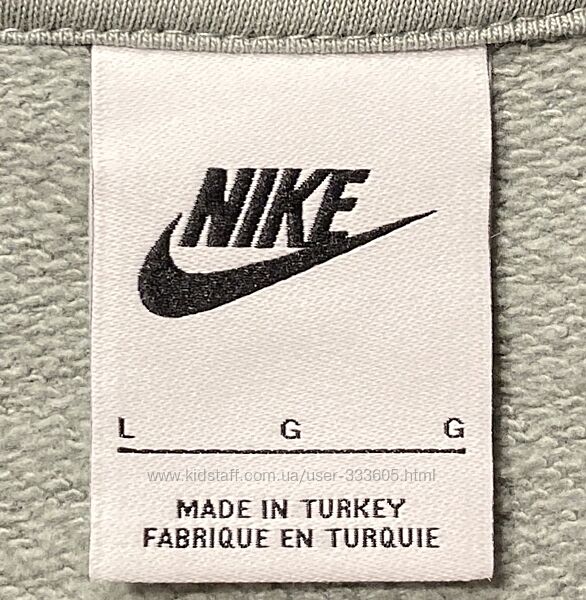 NIKE
L G G
www.kidstaff.com.ua/user-333605.html
MADE IN TURKEY
FABRIQUE EN TURQUIE